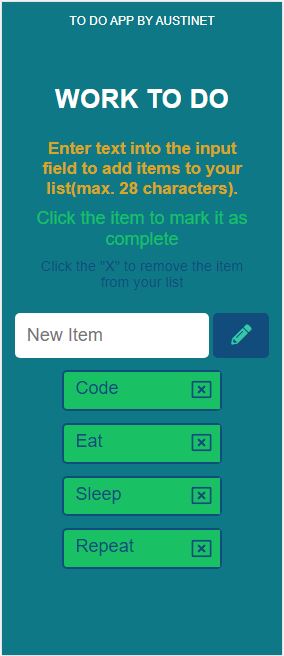 TO DO APP BY AUSTINET
WORK TO DO
Enter text into the input
field to add items to your
list(max. 28 characters).
Click the item to mark it as
complete
Click the "X" to remove the item
from your list
New Item
Code
Eat
Sleep
Repeat